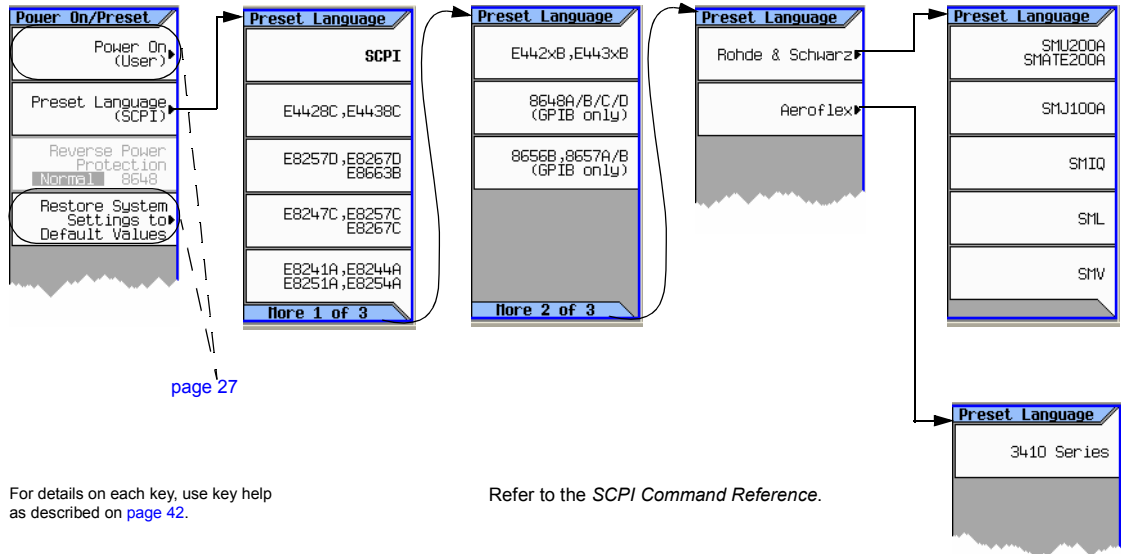 Power On/Preset
Power On
(User)
Preset Language
(SCPI)
Reverse Power
Protection
Normal 8648
Restore System
Settings to
Default Values
page 27
Preset Language
SCPI
E4428C,E4438C
E8257D,E8267D
E8663B
E8247C,E8257C
E8267C
E8241A,E8244A
E8251A,E8254A
More 1 of 3
Preset Language
E442xB,E443xB
8648A/B/C/D
(GPIB only)
8656B,8657A/B
(GPIB only)
More 2 of 3
Preset Language
Rohde & Schwarz
Aeroflex
Preset Language
SMU200A
SMATE200A
SMJ100A
SMIQ
SML
SMV
Preset Language
3410 Series
For details on each key, use key help
as described on page 42.
Refer to the SCPI Command Reference.